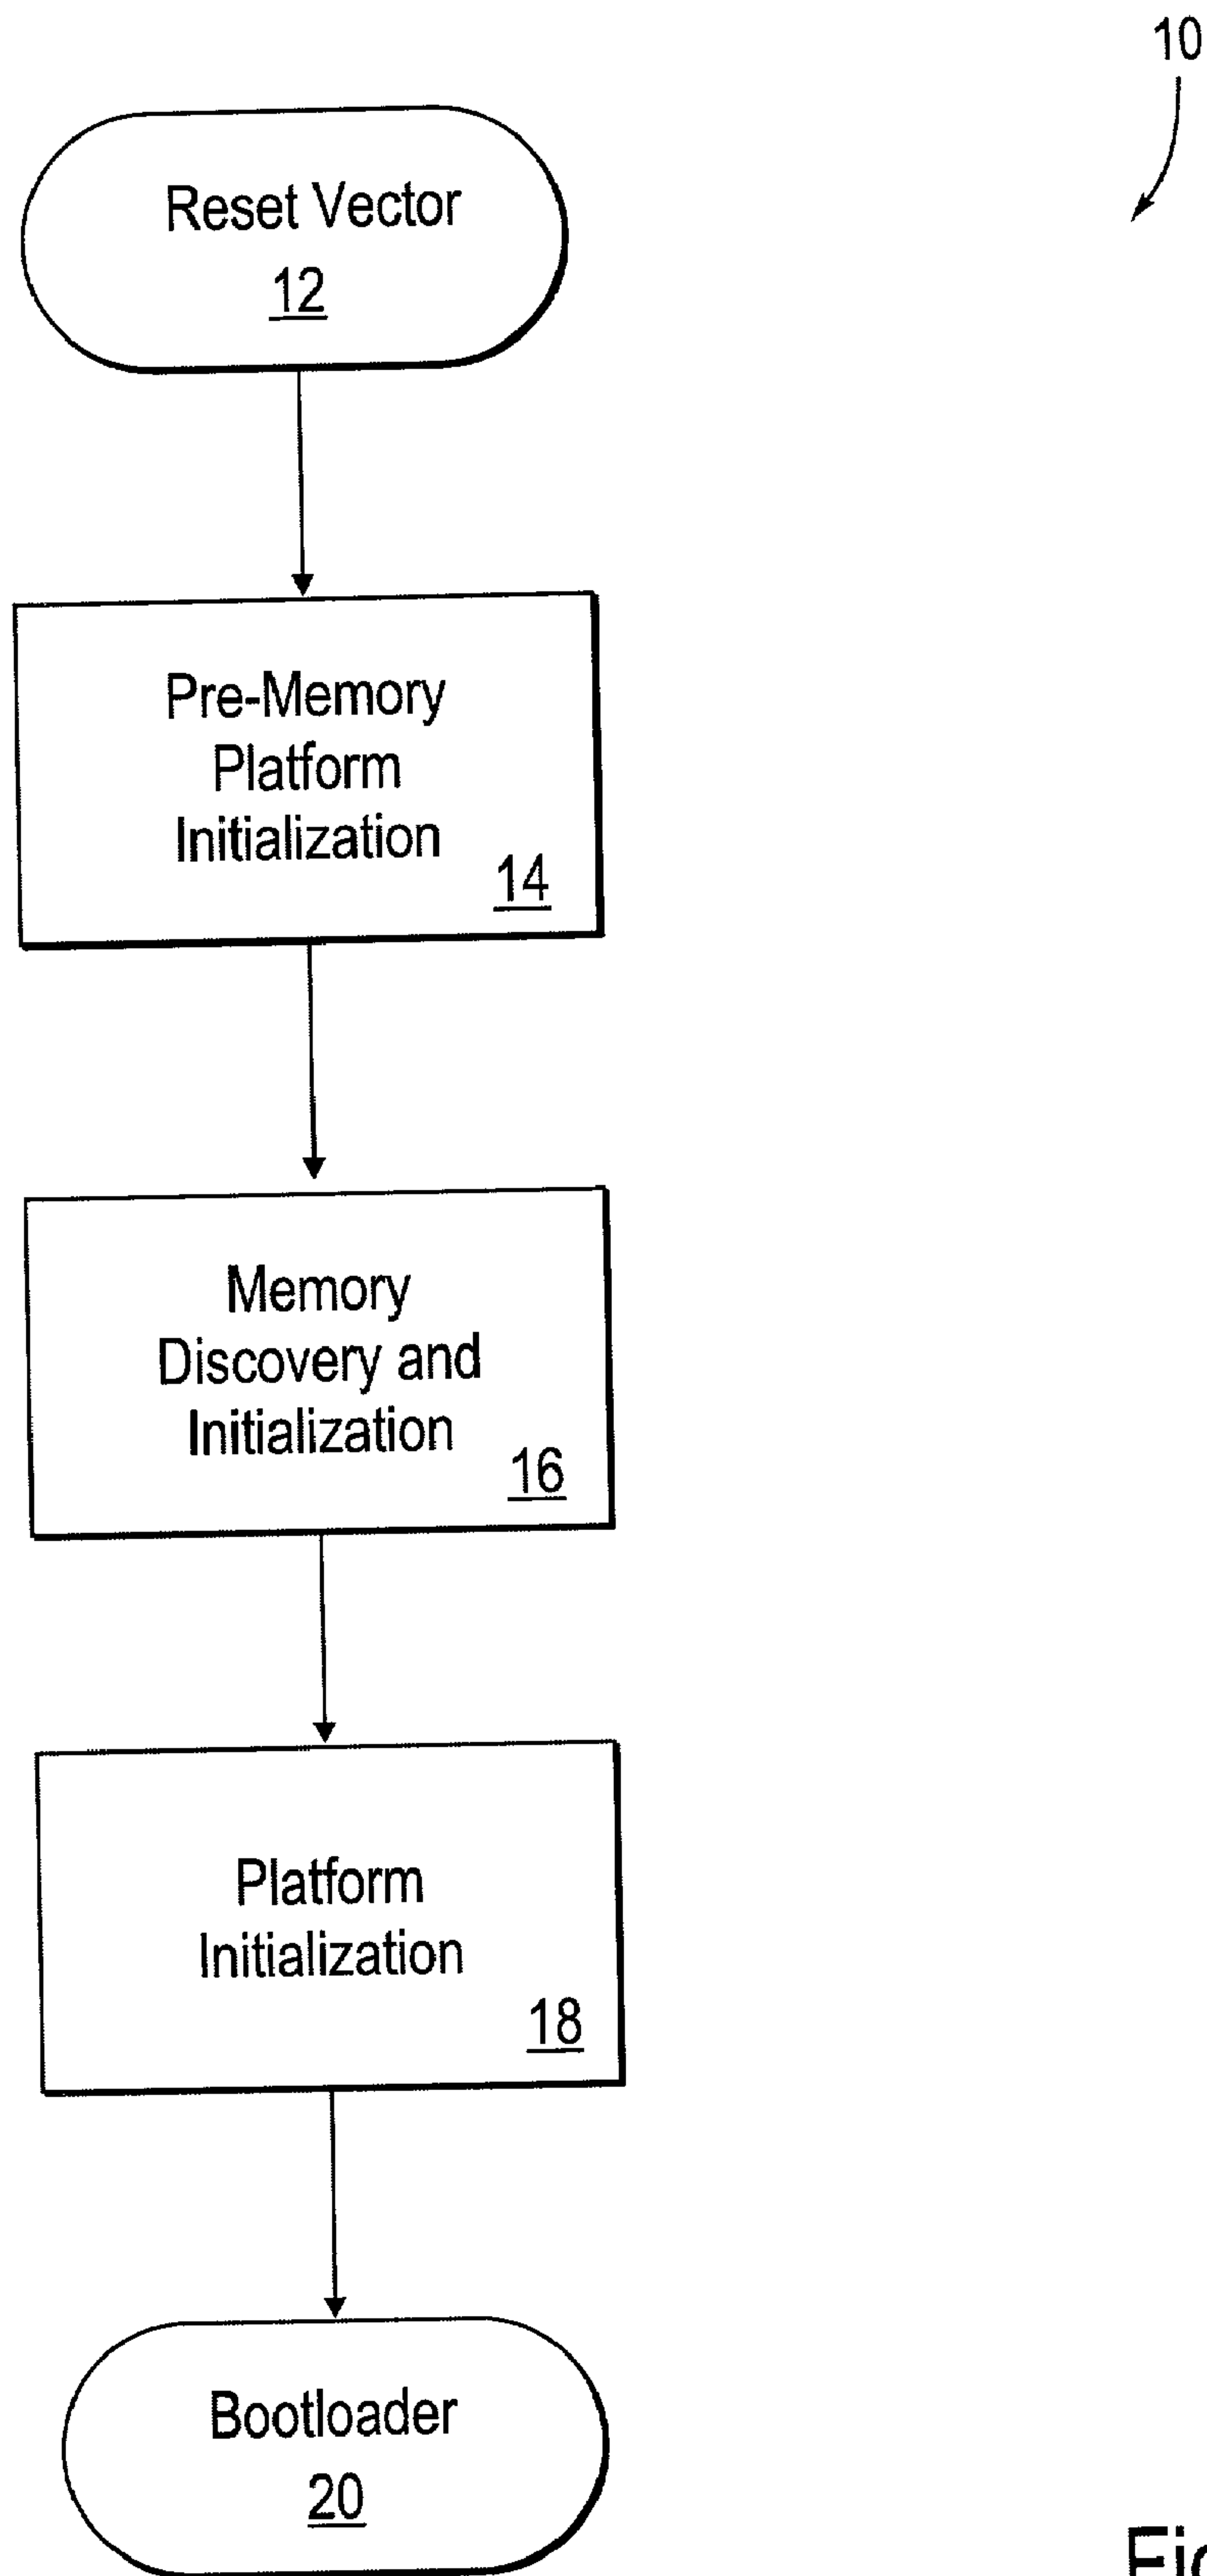 10
Reset Vector
12
Pre-Memory
Platform
Initialization
14
Memory
Discovery and
Initialization
16
Platform
Initialization
18
Bootloader
20